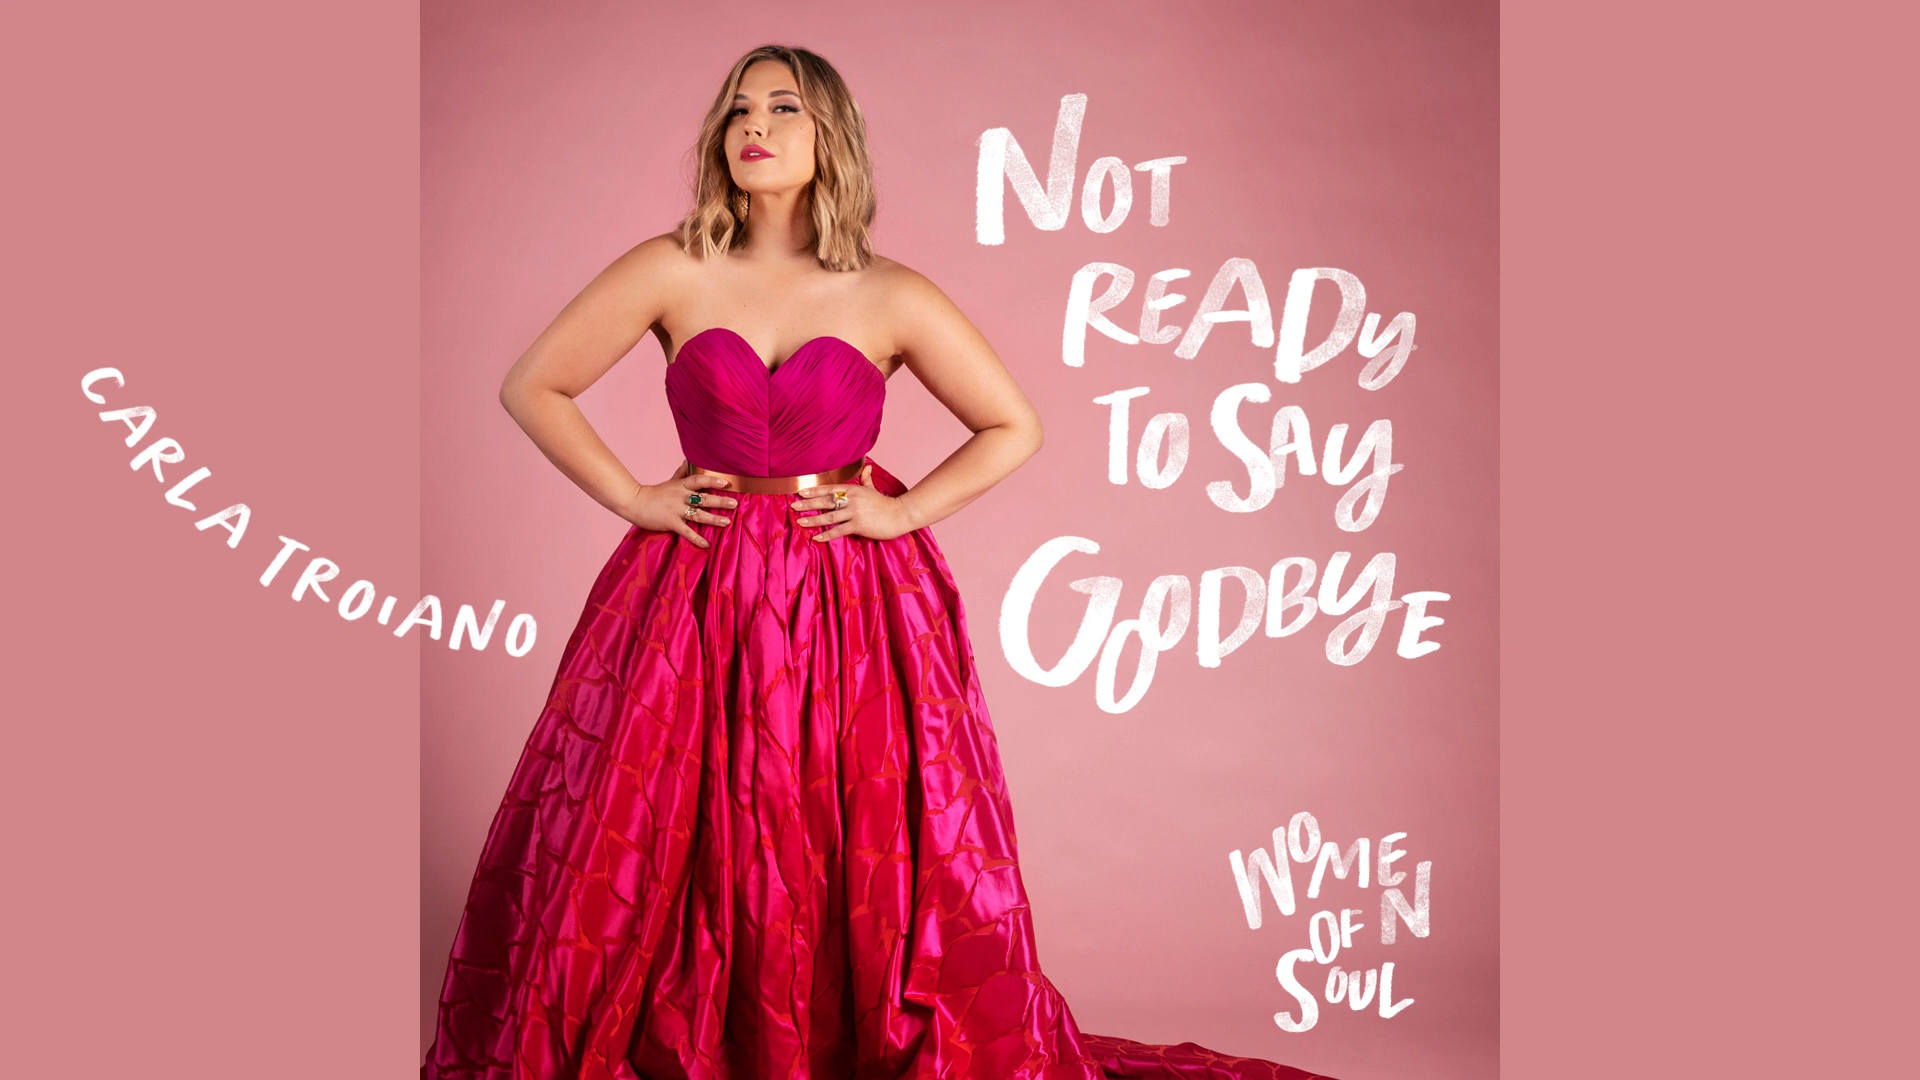 CARLA TROIANO
NOT
READy
TO SAy
GOODBYE
WOMEN
OF
SOUL